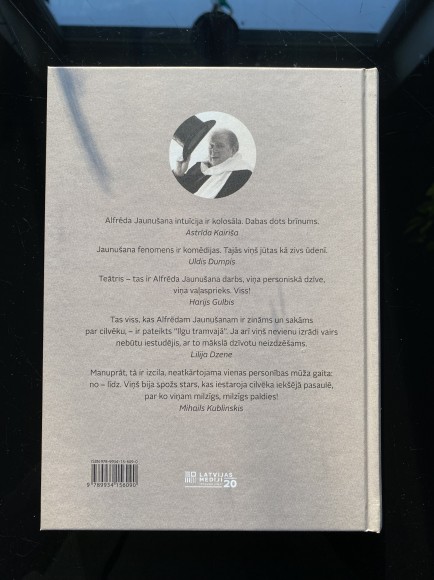 Alfrēda Jaunušana intuīcija ir kolosāla. Dabas dots brīnums.
Astrīda Kairiša
Jaunušana fenomens ir komēdijas. Tajās viņš jūtas kā zivs ūdenī.
Uldis Dumpis
Teātris – tas ir Alfrēda Jaunušana darbs, viņa personiskā dzīve,
viņa vaļasprieks. Viss!
Harijs Gulbis
Tas viss, kas Alfrēdam Jaunušanam ir zināms un sakāms
par cilvēku, – ir pateikts "Ilgu tramvajā". Ja arī viņš nevienu izrādi vairs
nebūtu iestudējis, ar to mākslā dzīvotu neizdzēšams.
Lilija Dzene
Manuprāt, tā ir izcila, neatkārtojama vienas personības mūža gaita:
no – līdz. Viņš bija spožs stars, kas iestaroja cilvēka iekšējā pasaulē,
par ko viņam milzīgs, milzīgs paldies!
Mihails Kublinskis
9 789934 158090
LATVIJAS
MEDIJI
20